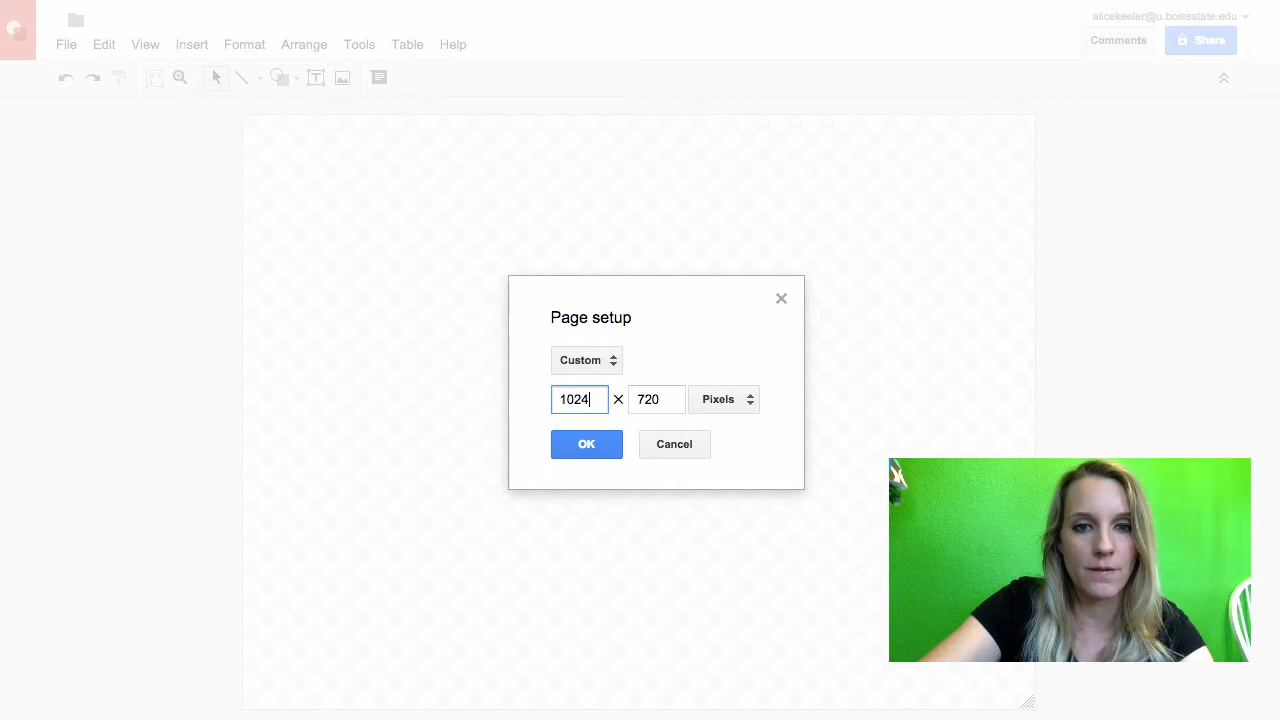 alicekeeler@u.boisestate.edu
File Edit View Insert Format Arrange Tools Table Help
Comments Share
Page setup
Custom
1024 × 720 Pixels
OK Cancel